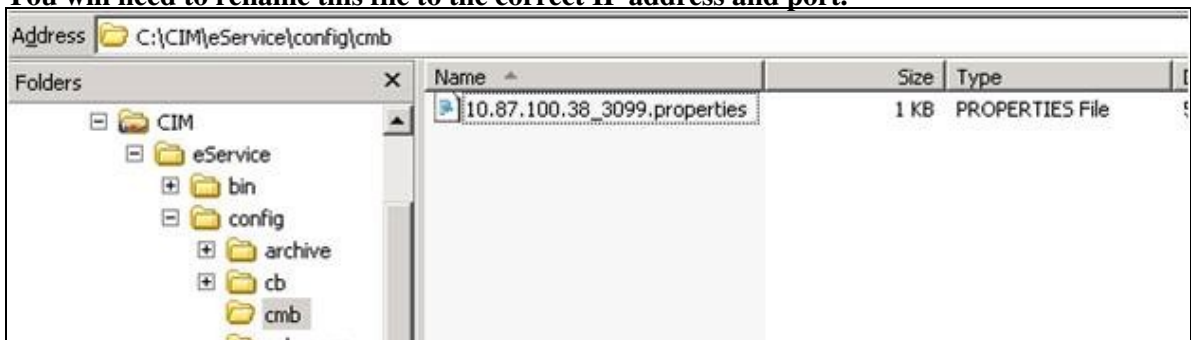 You will need to rename this file to the correct IP address and port.
Address C:\CIM\eService\config\cmb
Folders
Name Size Type
10.87.100.38_3099.properties 1 KB PROPERTIES File
CIM
eService
bin
config
archive
cb
cmb